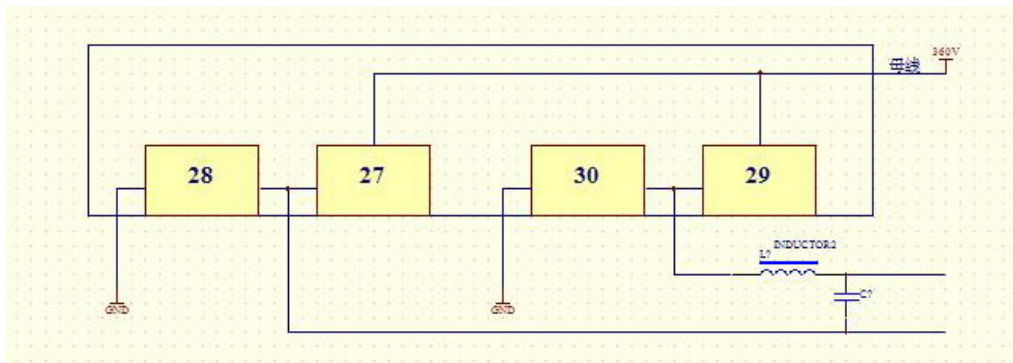 360V
母线
28
27
30
29
INDUCTOR2
L?
C?
GND
GND